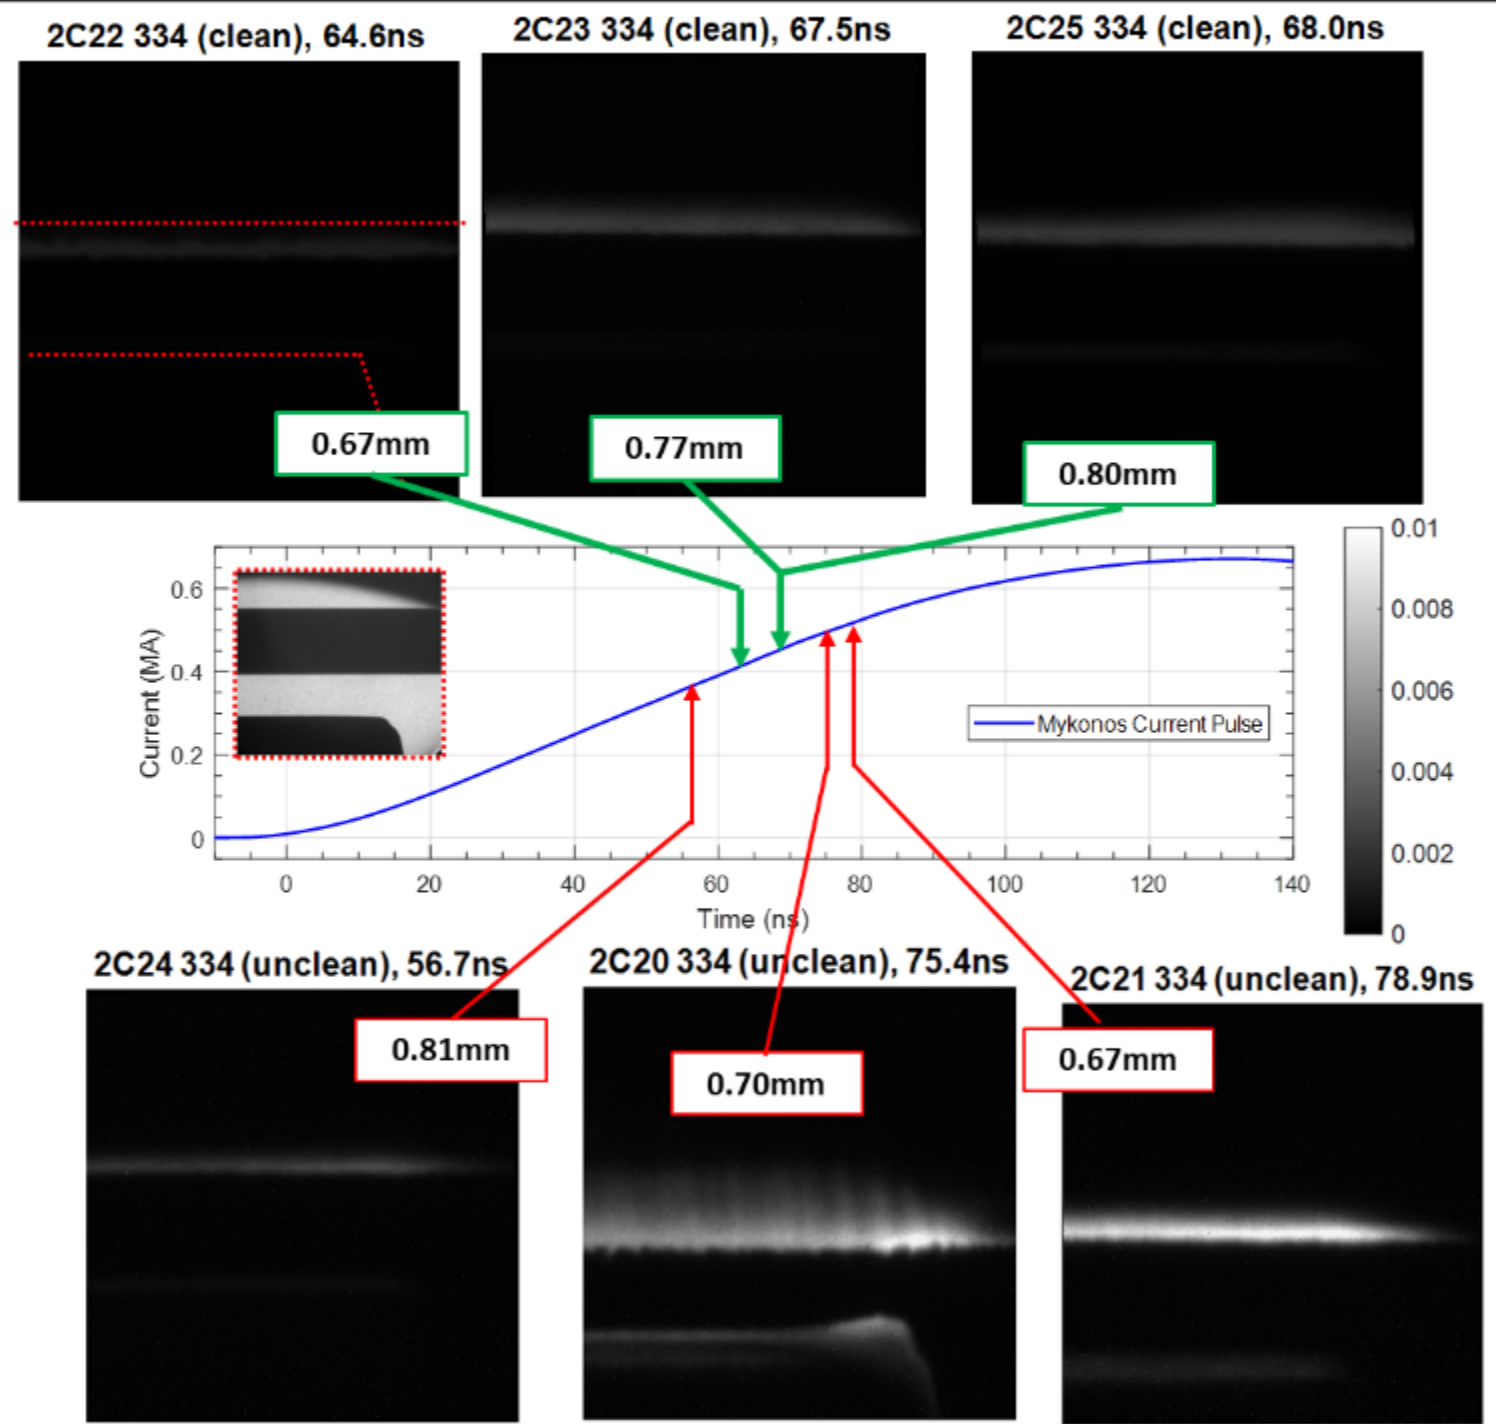 2C22 334 (clean), 64.6ns
2C23 334 (clean), 67.5ns
2C25 334 (clean), 68.0ns
0.67mm
0.77mm
0.80mm
Current (MA)
0.6
0.4
0.2
0
Mykonos Current Pulse
0 20 40 60 80 100 120 140
Time (ns)
0.01
0.008
0.006
0.004
0.002
0
2C24 334 (unclean), 56.7ns
2C20 334 (unclean), 75.4ns
2C21 334 (unclean), 78.9ns
0.81mm
0.70mm
0.67mm